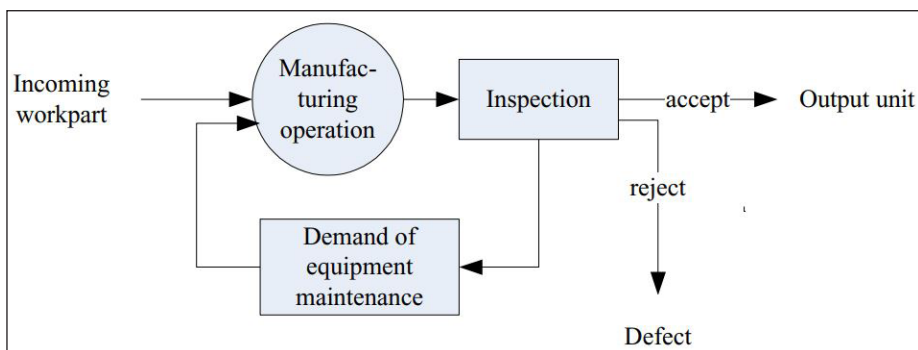 Incoming
workpart
Manufac-
turing
operation
Inspection
accept
Output unit
reject
Demand of
equipment
maintenance
Defect